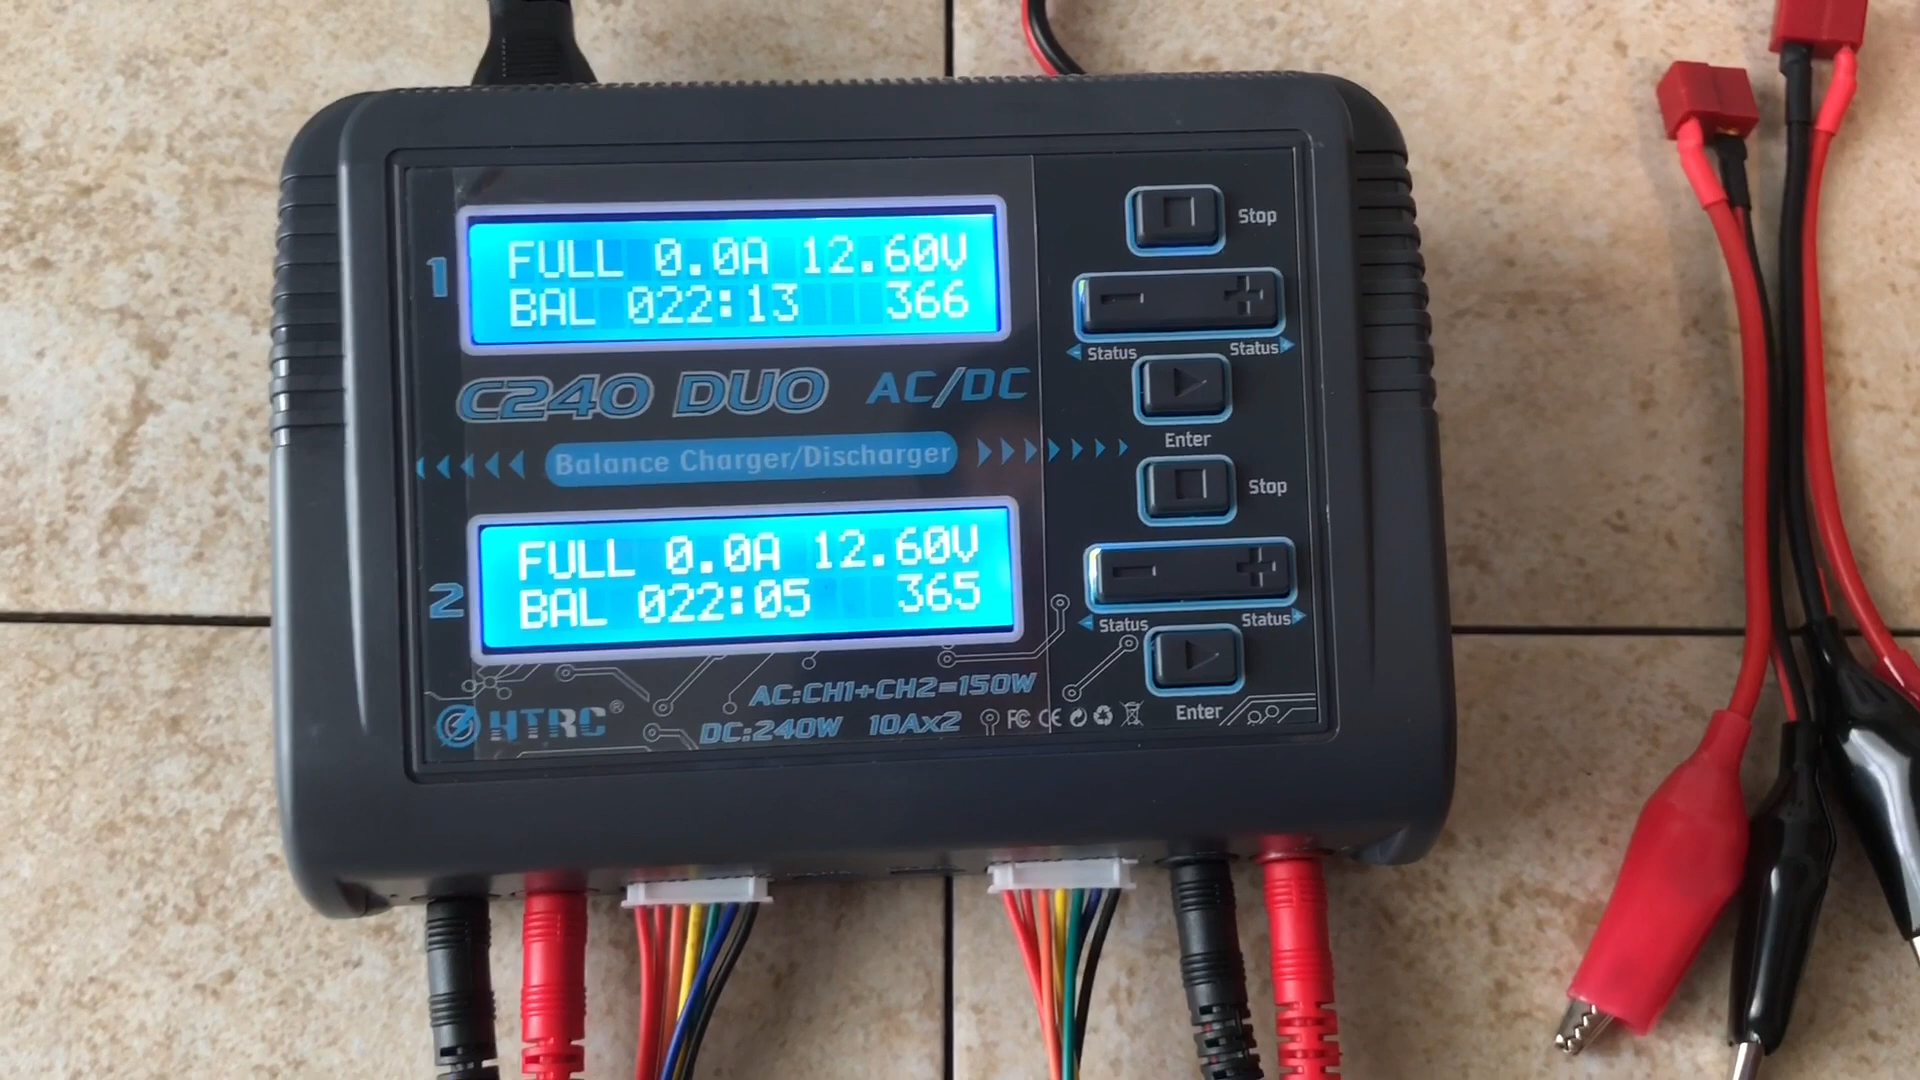 1
FULL 0.0A 12.60V
BAL 022:13 366
Stop
Status Status
Enter
C240 DUO AC/DC
Balance Charger/Discharger
2
FULL 0.0A 12.60V
BAL 022:05 365
Stop
Status Status
Enter
AC:CH1+CH2=150W
DC:240W 10Ax2
HTRC®
FC CE